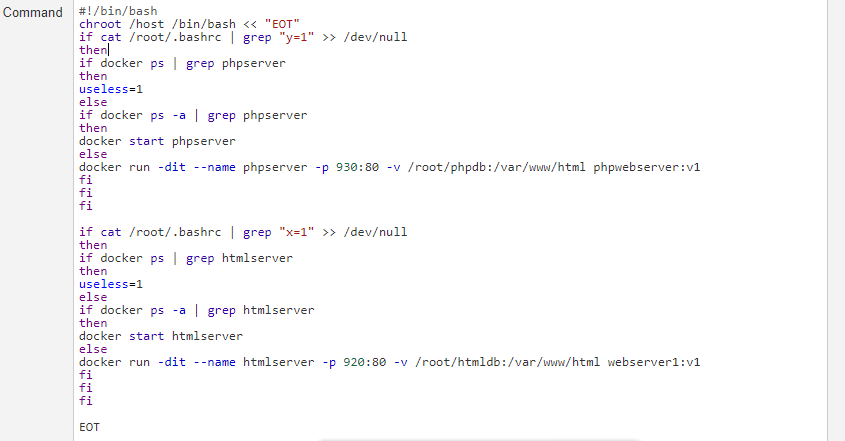 Command
#!/bin/bash
chroot /host /bin/bash << "EOT"
if cat /root/.bashrc | grep "y=1" >> /dev/null
then
if docker ps | grep phpserver
then
useless=1
else
if docker ps -a | grep phpserver
then
docker start phpserver
else
docker run -dit --name phpserver -p 930:80 -v /root/phpdb:/var/www/html phpwebserver:v1
fi
fi
fi

if cat /root/.bashrc | grep "x=1" >> /dev/null
then
if docker ps | grep htmlserver
then
useless=1
else
if docker ps -a | grep htmlserver
then
docker start htmlserver
else
docker run -dit --name htmlserver -p 920:80 -v /root/htmldb:/var/www/html webserver1:v1
fi
fi
fi

EOT